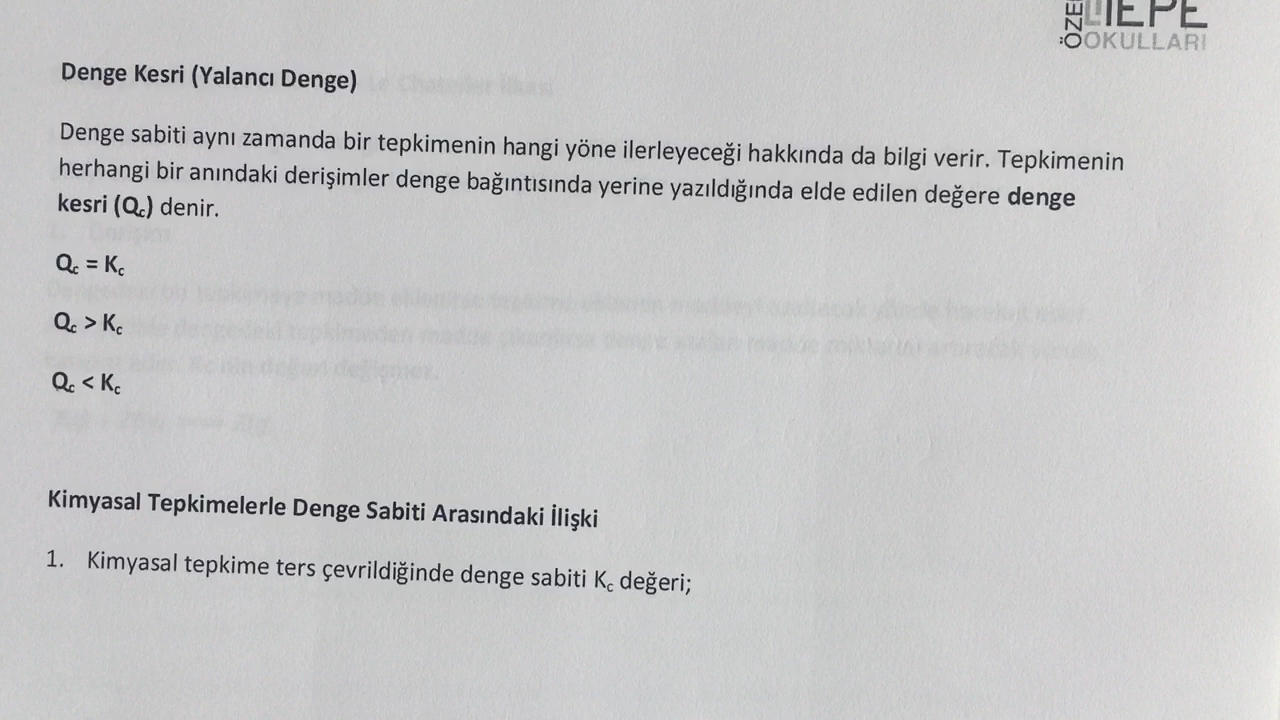 ÖZEL
TEPE
OKULLARI
Denge Kesri (Yalancı Denge)
Denge sabiti aynı zamanda bir tepkimenin hangi yöne ilerleyeceği hakkında da bilgi verir. Tepkimenin
herhangi bir anındaki derişimler denge bağıntısında yerine yazıldığında elde edilen değere denge
kesri (Qc) denir.
Qc = Kc
Qc > Kc
Qc < Kc
Kimyasal Tepkimelerle Denge Sabiti Arasındaki İlişki
1. Kimyasal tepkime ters çevrildiğinde denge sabiti Kc değeri;